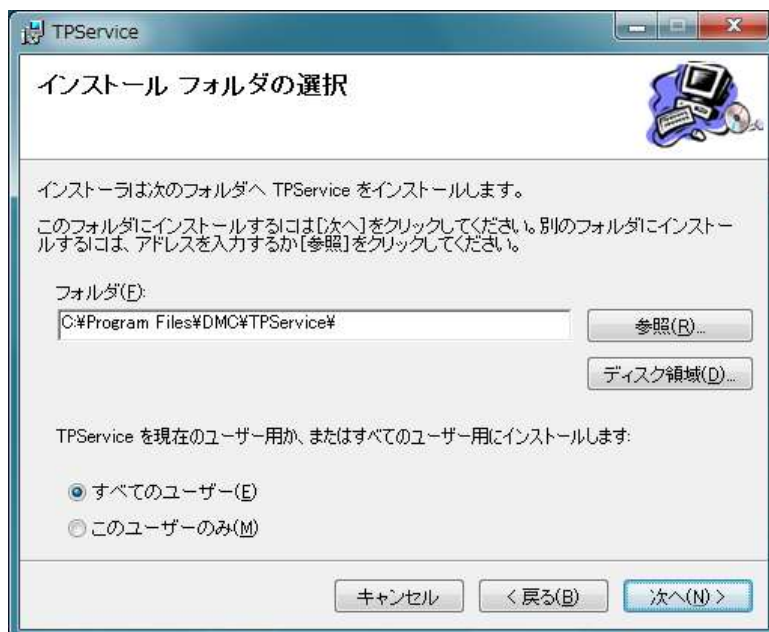 TPService
インストール フォルダの選択
インストーラは次のフォルダへ TPService をインストールします。
このフォルダにインストールするには[次へ]をクリックしてください。別のフォルダにインストー
ルするには、アドレスを入力するか[参照]をクリックしてください。
フォルダ(F):
C:¥Program Files¥DMC¥TPService¥
参照(R)...
ディスク領域(D)...
TPService を現在のユーザー用か、またはすべてのユーザー用にインストールします:
すべてのユーザー(E)
このユーザーのみ(M)
キャンセル
< 戻る(B)
次へ(N) >